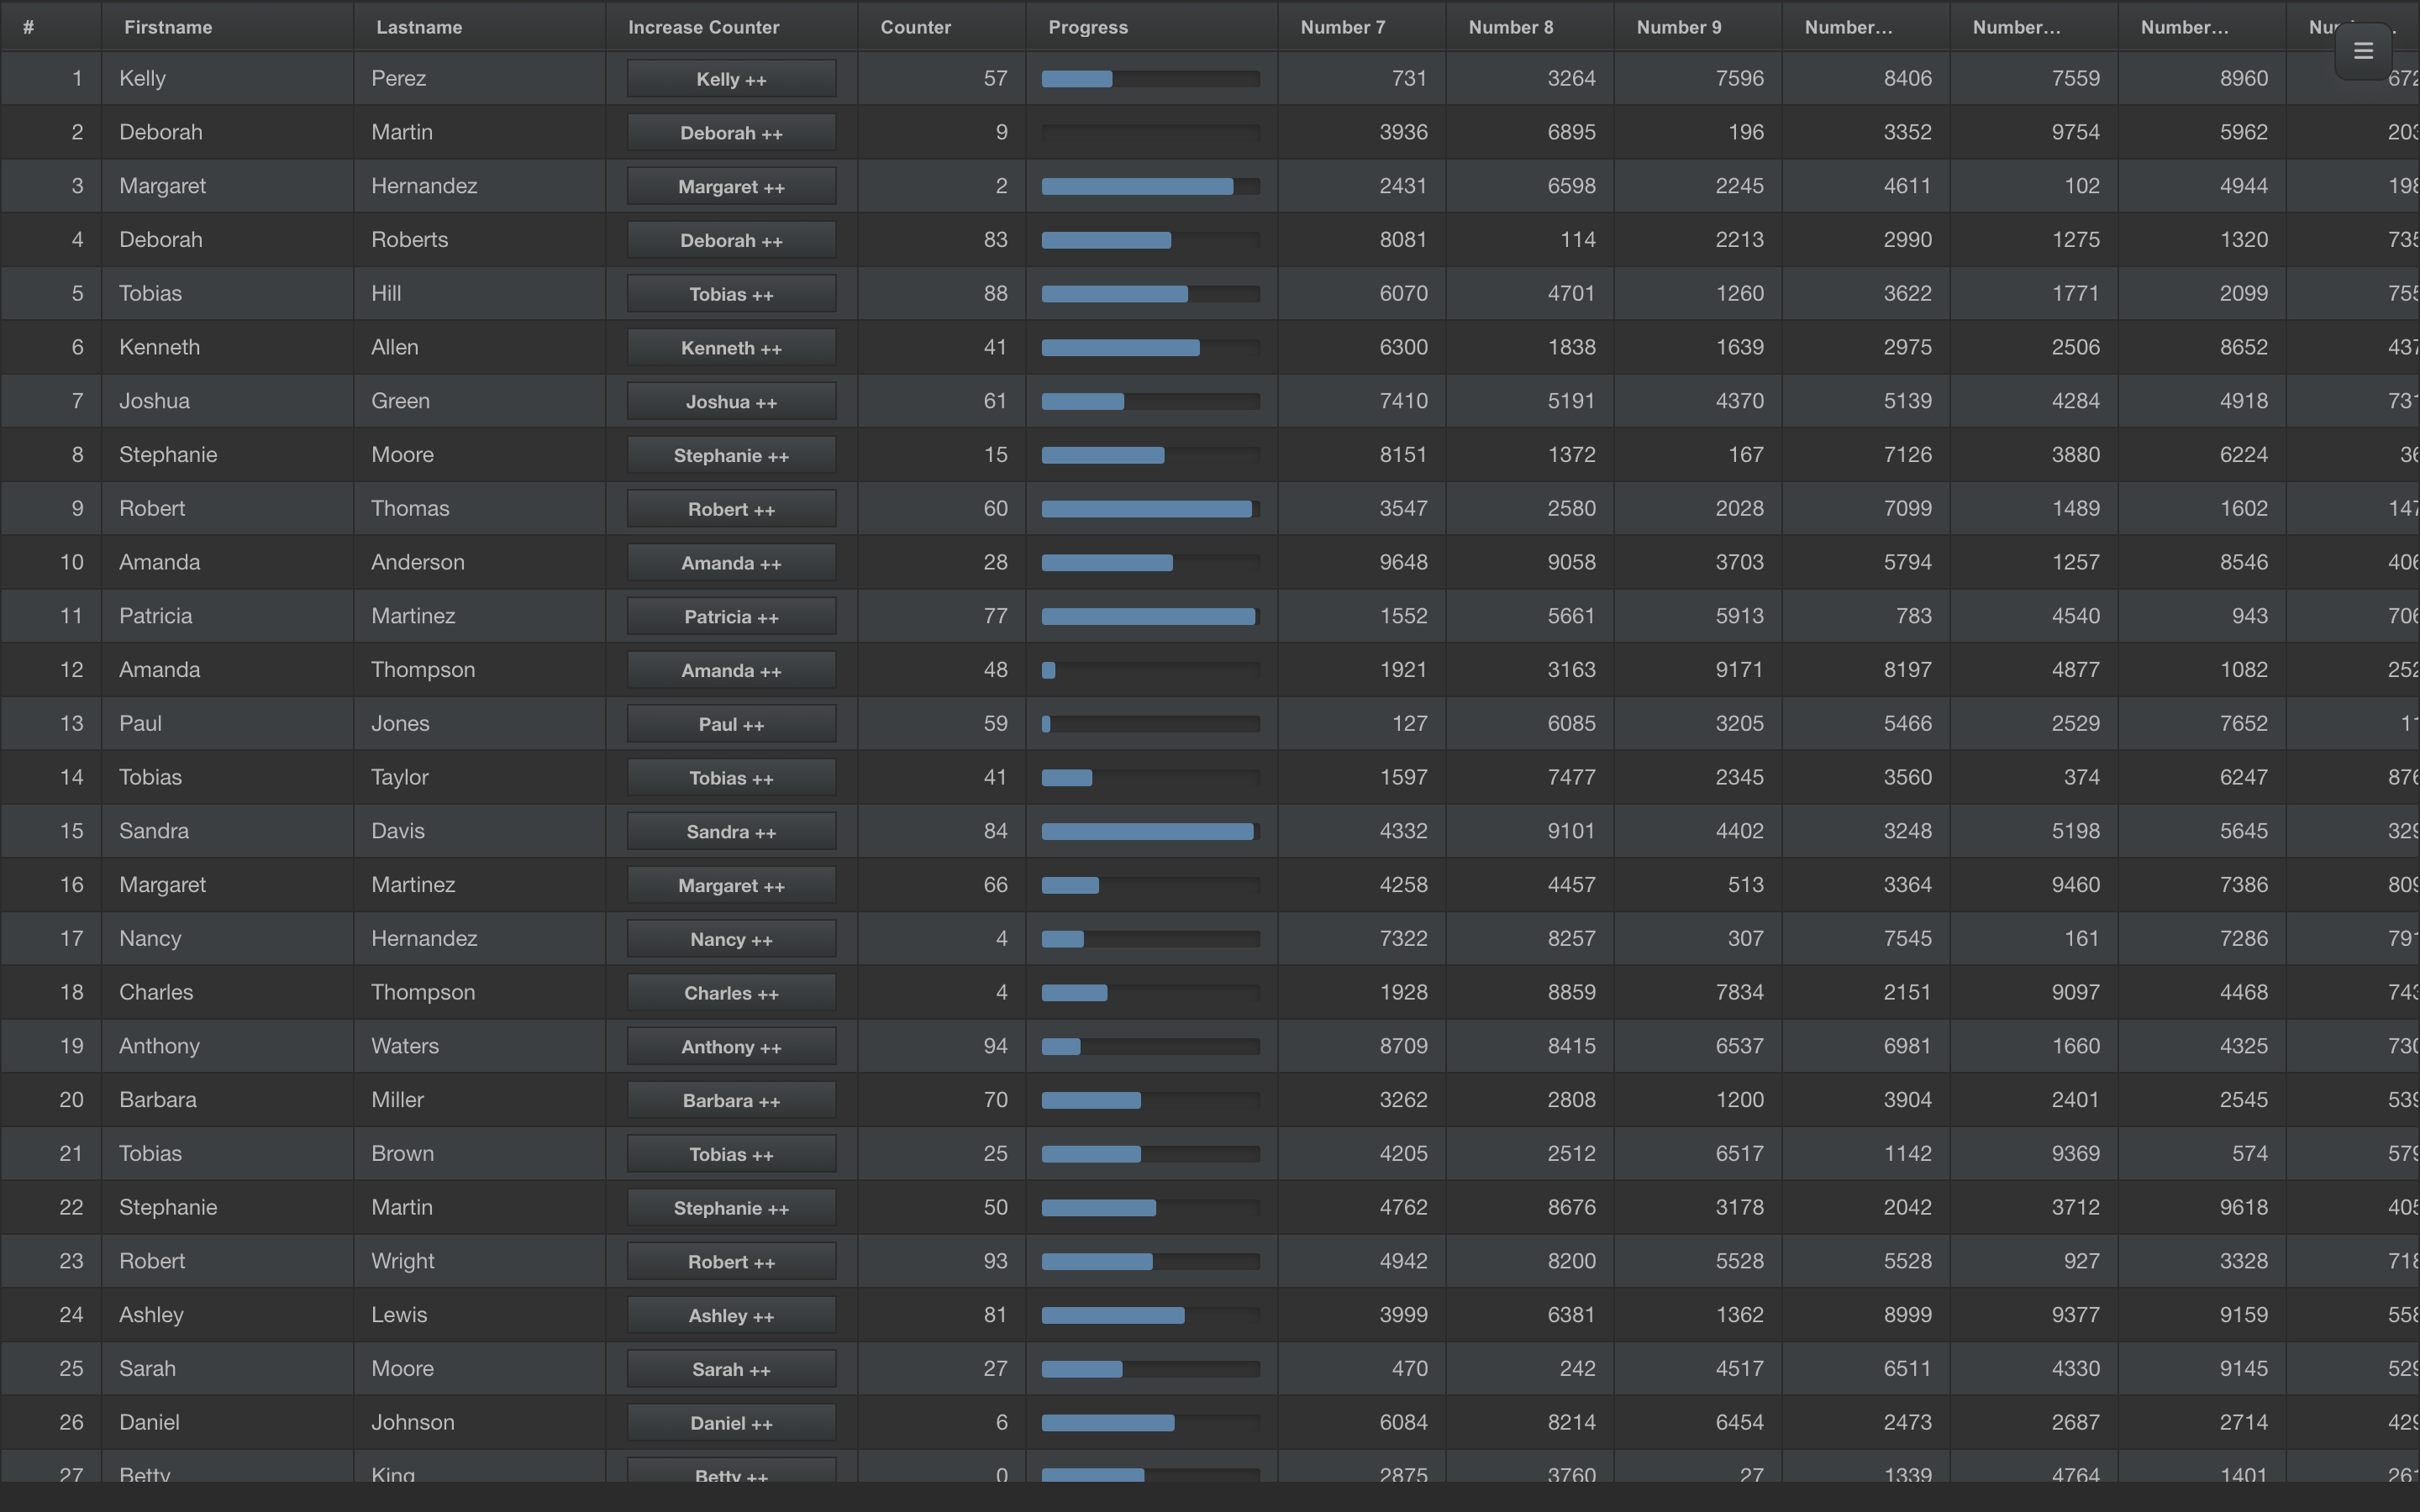 # Firstname Lastname Increase Counter Counter Progress Number 7 Number 8 Number 9 Number... Number... Number...
1 Kelly Perez Kelly ++ 57 731 3264 7596 8406 7559 8960
2 Deborah Martin Deborah ++ 9 3936 6895 196 3352 9754 5962
3 Margaret Hernandez Margaret ++ 2 2431 6598 2245 4611 102 4944
4 Deborah Roberts Deborah ++ 83 8081 114 2213 2990 1275 1320
5 Tobias Hill Tobias ++ 88 6070 4701 1260 3622 1771 2099
6 Kenneth Allen Kenneth ++ 41 6300 1838 1639 2975 2506 8652
7 Joshua Green Joshua ++ 61 7410 5191 4370 5139 4284 4918
8 Stephanie Moore Stephanie ++ 15 8151 1372 167 7126 3880 6224
9 Robert Thomas Robert ++ 60 3547 2580 2028 7099 1489 1602
10 Amanda Anderson Amanda ++ 28 9648 9058 3703 5794 1257 8546
11 Patricia Martinez Patricia ++ 77 1552 5661 5913 783 4540 943
12 Amanda Thompson Amanda ++ 48 1921 3163 9171 8197 4877 1082
13 Paul Jones Paul ++ 59 127 6085 3205 5466 2529 7652
14 Tobias Taylor Tobias ++ 41 1597 7477 2345 3560 374 6247
15 Sandra Davis Sandra ++ 84 4332 9101 4402 3248 5198 5645
16 Margaret Martinez Margaret ++ 66 4258 4457 513 3364 9460 7386
17 Nancy Hernandez Nancy ++ 4 7322 8257 307 7545 161 7286
18 Charles Thompson Charles ++ 4 1928 8859 7834 2151 9097 4468
19 Anthony Waters Anthony ++ 94 8709 8415 6537 6981 1660 4325
20 Barbara Miller Barbara ++ 70 3262 2808 1200 3904 2401 2545
21 Tobias Brown Tobias ++ 25 4205 2512 6517 1142 9369 574
22 Stephanie Martin Stephanie ++ 50 4762 8676 3178 2042 3712 9618
23 Robert Wright Robert ++ 93 4942 8200 5528 5528 927 3328
24 Ashley Lewis Ashley ++ 81 3999 6381 1362 8999 9377 9159
25 Sarah Moore Sarah ++ 27 470 242 4517 6511 4330 9145
26 Daniel Johnson Daniel ++ 6 6084 8214 6454 2473 2687 2714
27 Betty King Betty ++ 0 2875 3760 27 1339 4764 1401